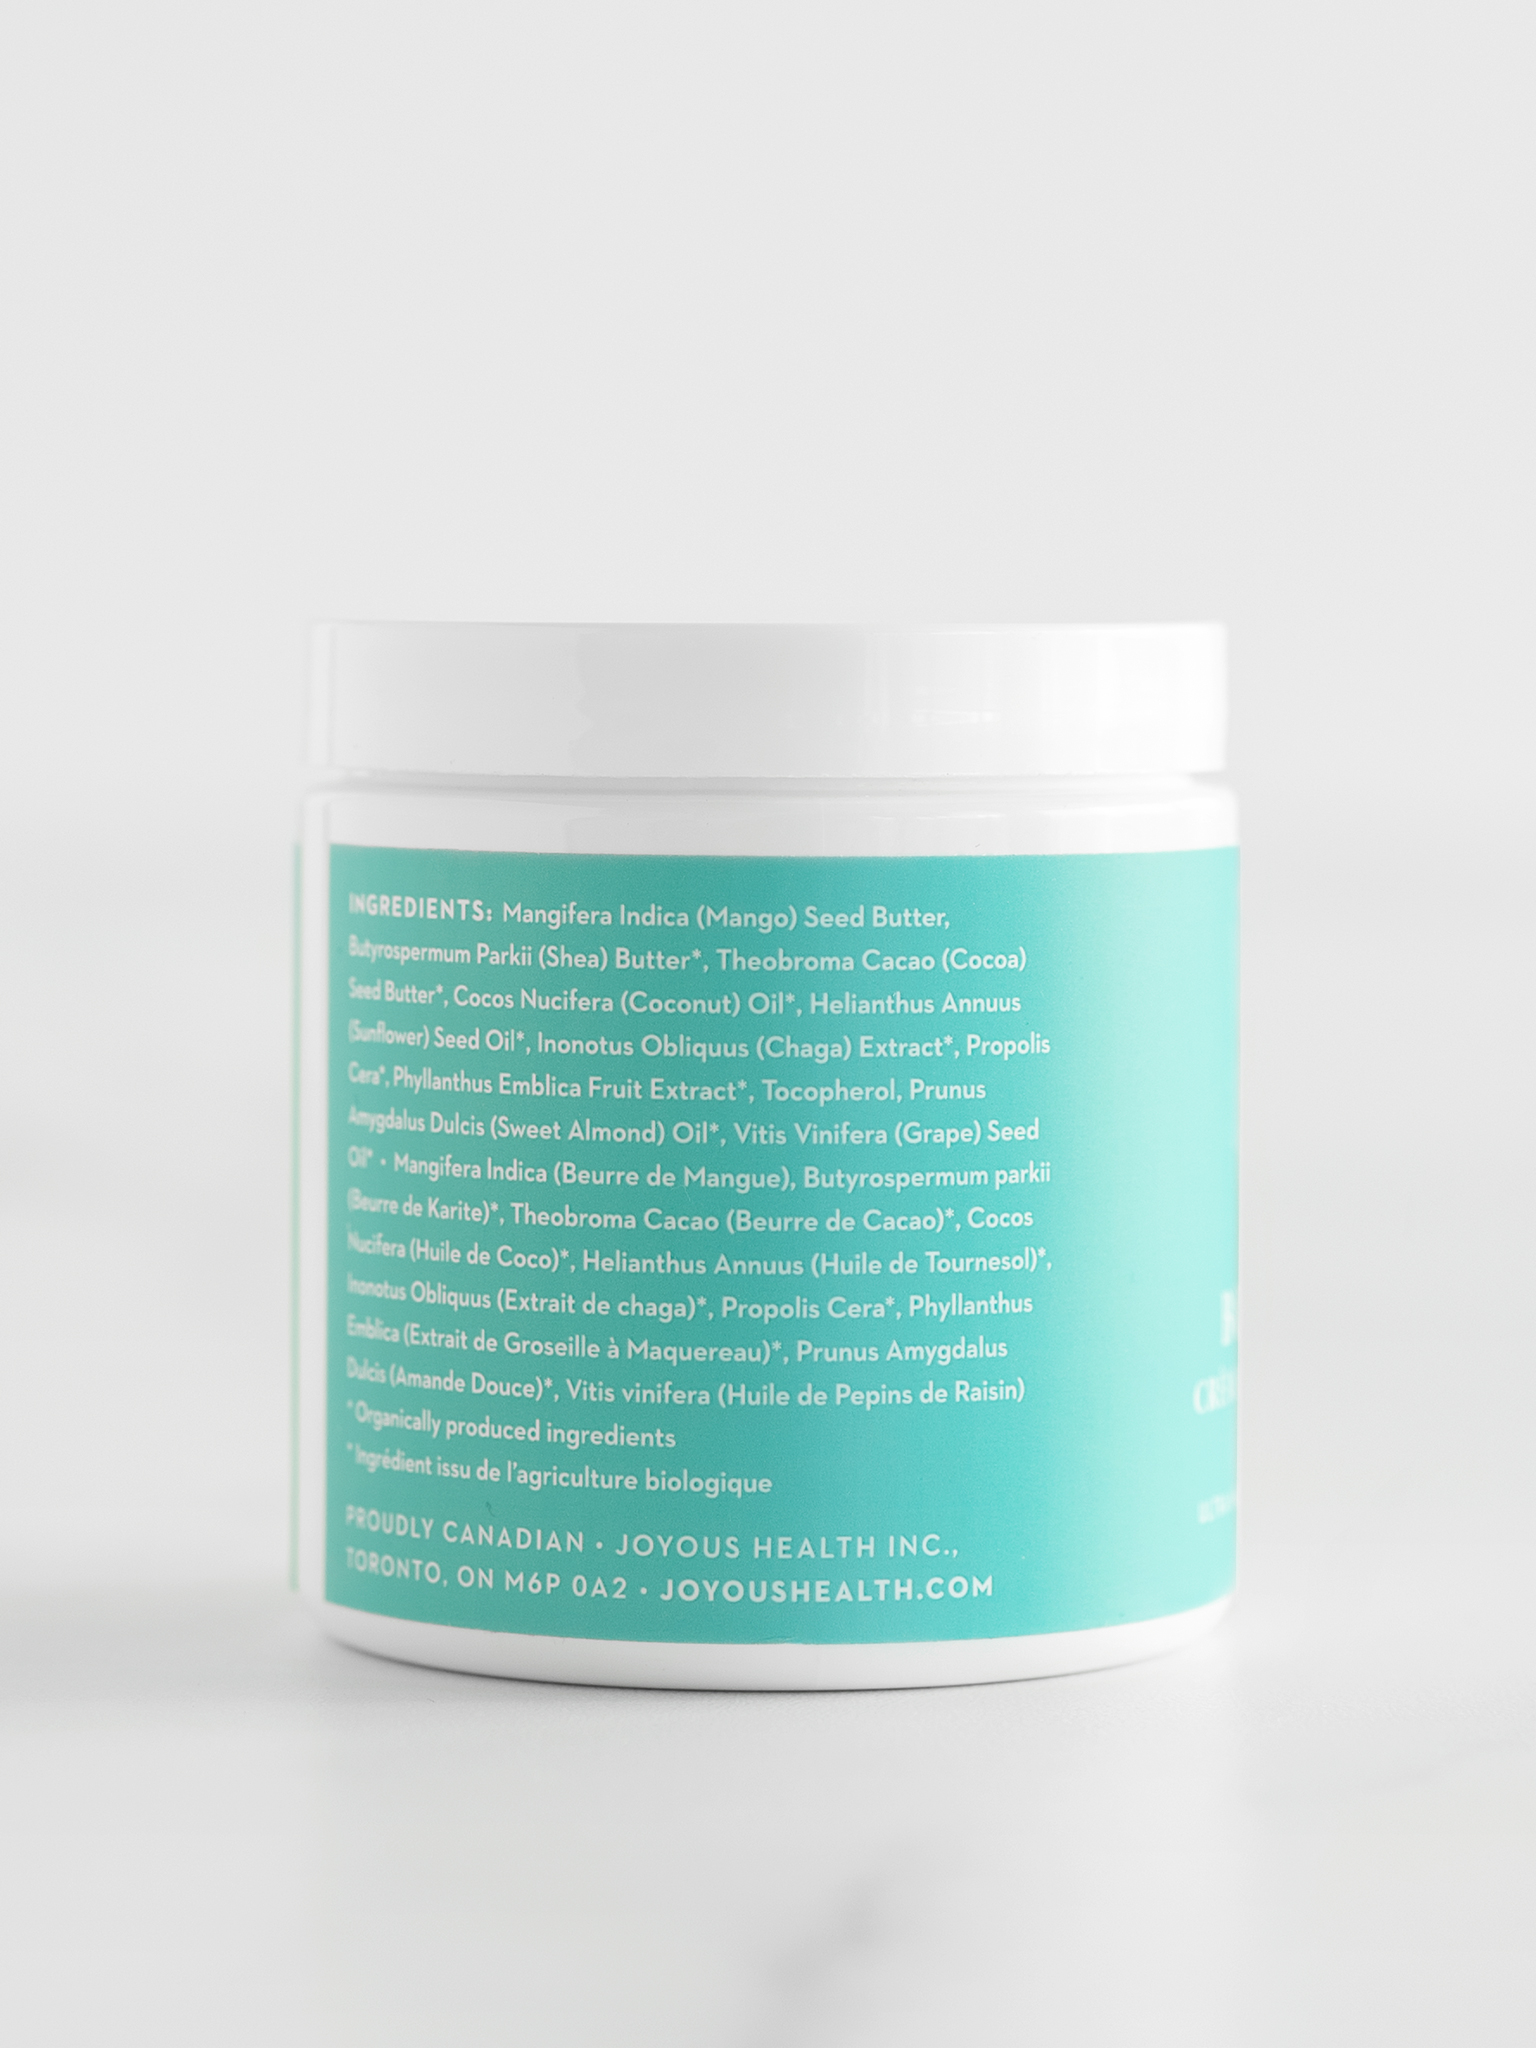 INGREDIENTS: Mangifera Indica (Mango) Seed Butter,
Butyrospermum Parkii (Shea) Butter*, Theobroma Cacao (Cocoa)
Seed Butter*, Cocos Nucifera (Coconut) Oil*, Helianthus Annuus
(Sunflower) Seed Oil*, Inonotus Obliquus (Chaga) Extract*, Propolis
Cera*, Phyllanthus Emblica Fruit Extract*, Tocopherol, Prunus
Amygdalus Dulcis (Sweet Almond) Oil*, Vitis Vinifera (Grape) Seed
Oil* • Mangifera Indica (Beurre de Mangue), Butyrospermum parkii
(Beurre de Karite)*, Theobroma Cacao (Beurre de Cacao)*, Cocos
Nucifera (Huile de Coco)*, Helianthus Annuus (Huile de Tournesol)*,
Inonotus Obliquus (Extrait de chaga)*, Propolis Cera*, Phyllanthus
Emblica (Extrait de Groseille à Maquereau)*, Prunus Amygdalus
Dulcis (Amande Douce)*, Vitis vinifera (Huile de Pepins de Raisin)
*Organically produced ingredients
*Ingrédient issu de l'agriculture biologique
PROUDLY CANADIAN • JOYOUS HEALTH INC.,
TORONTO, ON M6P 0A2 • JOYOUSHEALTH.COM